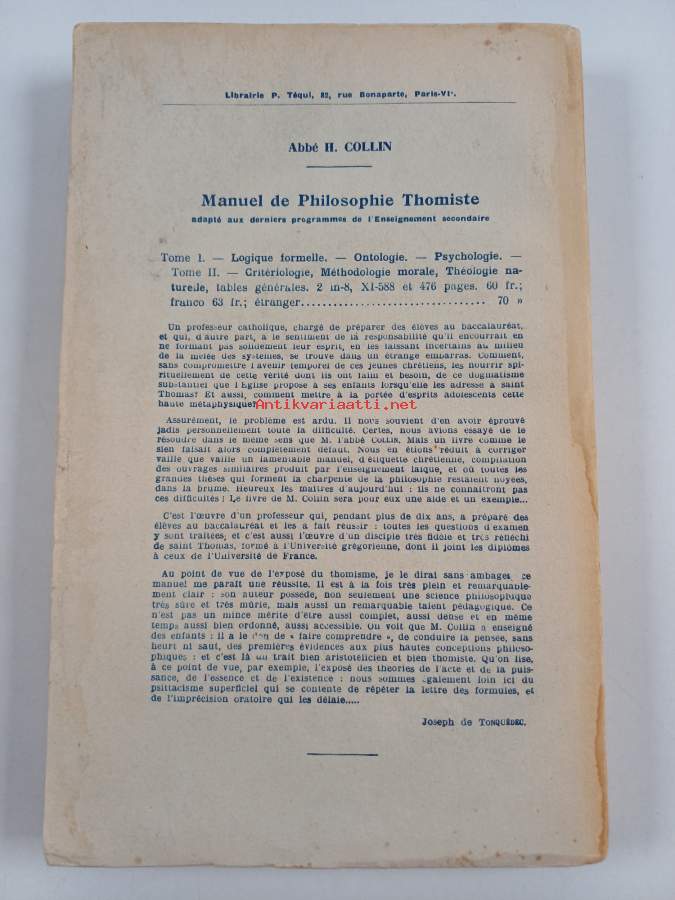 Librairie P. Téqui, 82, rue Bonaparte, Paris-VIᵉ.
Abbé H. COLLIN
Manuel de Philosophie Thomiste
adapté aux derniers programmes de l'Enseignement secondaire
Tome I. — Logique formelle. — Ontologie. — Psychologie. —
Tome II. — Critériologie, Méthodologie morale, Théologie na-
turelle, tables générales. 2 in-8, XI-588 et 476 pages. 60 fr.;
franco 63 fr.; étranger................................. 70 »
Un professeur catholique, chargé de préparer des élèves au baccalauréat,
et qui, d'autre part, a le sentiment de la responsabilité qu'il encourrait en
ne formant pas solidement leur esprit, en les laissant incertains au milieu
de la mêlée des systèmes, se trouve dans un étrange embarras. Comment,
sans compromettre l'avenir temporel de ces jeunes chrétiens, les nourrir spi-
rituellement de cette vérité dont ils ont faim et besoin, de ce dogmatisme
substantiel que l'Eglise propose à ses enfants lorsqu'elle les adresse à saint
Thomas? Et aussi, comment mettre à la portée d'esprits adolescents cette
haute métaphysique?
Antikvariaatti.net
Assurément, le problème est ardu. Il nous souvient d'en avoir éprouvé
jadis personnellement toute la difficulté. Certes, nous avions essayé de le
résoudre dans le même sens que M. l'abbé COLLIN. Mais un livre comme le
sien faisait alors complètement défaut. Nous en étions réduit à corriger
vaille que vaille un lamentable manuel, d'étiquette chrétienne, compilation
des ouvrages similaires produit par l'enseignement laïque, et où toutes les
grandes thèses qui forment la charpente de la philosophie restaient noyées,
dans la brume. Heureux les maîtres d'aujourd'hui : ils ne connaîtront pas
ces difficultés ! Le livre de M. Collin sera pour eux une aide et un exemple...
C'est l'œuvre d'un professeur qui, pendant plus de dix ans, a préparé des
élèves au baccalauréat et les a fait réussir : toutes les questions d'examen
y sont traitées, et c'est aussi l'œuvre d'un disciple très fidèle et très réfléchi
de saint Thomas, formé à l'Université grégorienne, dont il joint les diplômes
à ceux de l'Université de France.
Au point de vue de l'exposé du thomisme, je le dirai sans ambages, ce
manuel me paraît une réussite. Il est à la fois très plein et remarquable-
ment clair : son auteur possède, non seulement une science philosophique
très sûre et très mûrie, mais aussi un remarquable talent pédagogique. Ce
n'est pas un mince mérite d'être aussi complet, aussi dense et en même
temps aussi bien ordonné, aussi accessible. On voit que M. Collin a enseigné
des enfants : il a le don de « faire comprendre », de conduire la pensée, sans
heurt ni saut, des premières évidences aux plus hautes conceptions philoso-
phiques : et c'est là un trait bien aristotélicien et bien thomiste. Qu'on lise,
à ce point de vue, par exemple, l'exposé des théories de l'acte et de la puis-
sance, de l'essence et de l'existence : nous sommes également loin ici du
psittacisme superficiel qui se contente de répéter la lettre des formules, et
de l'imprécision oratoire qui les délaie.....
Joseph de TONQUÉDEC.